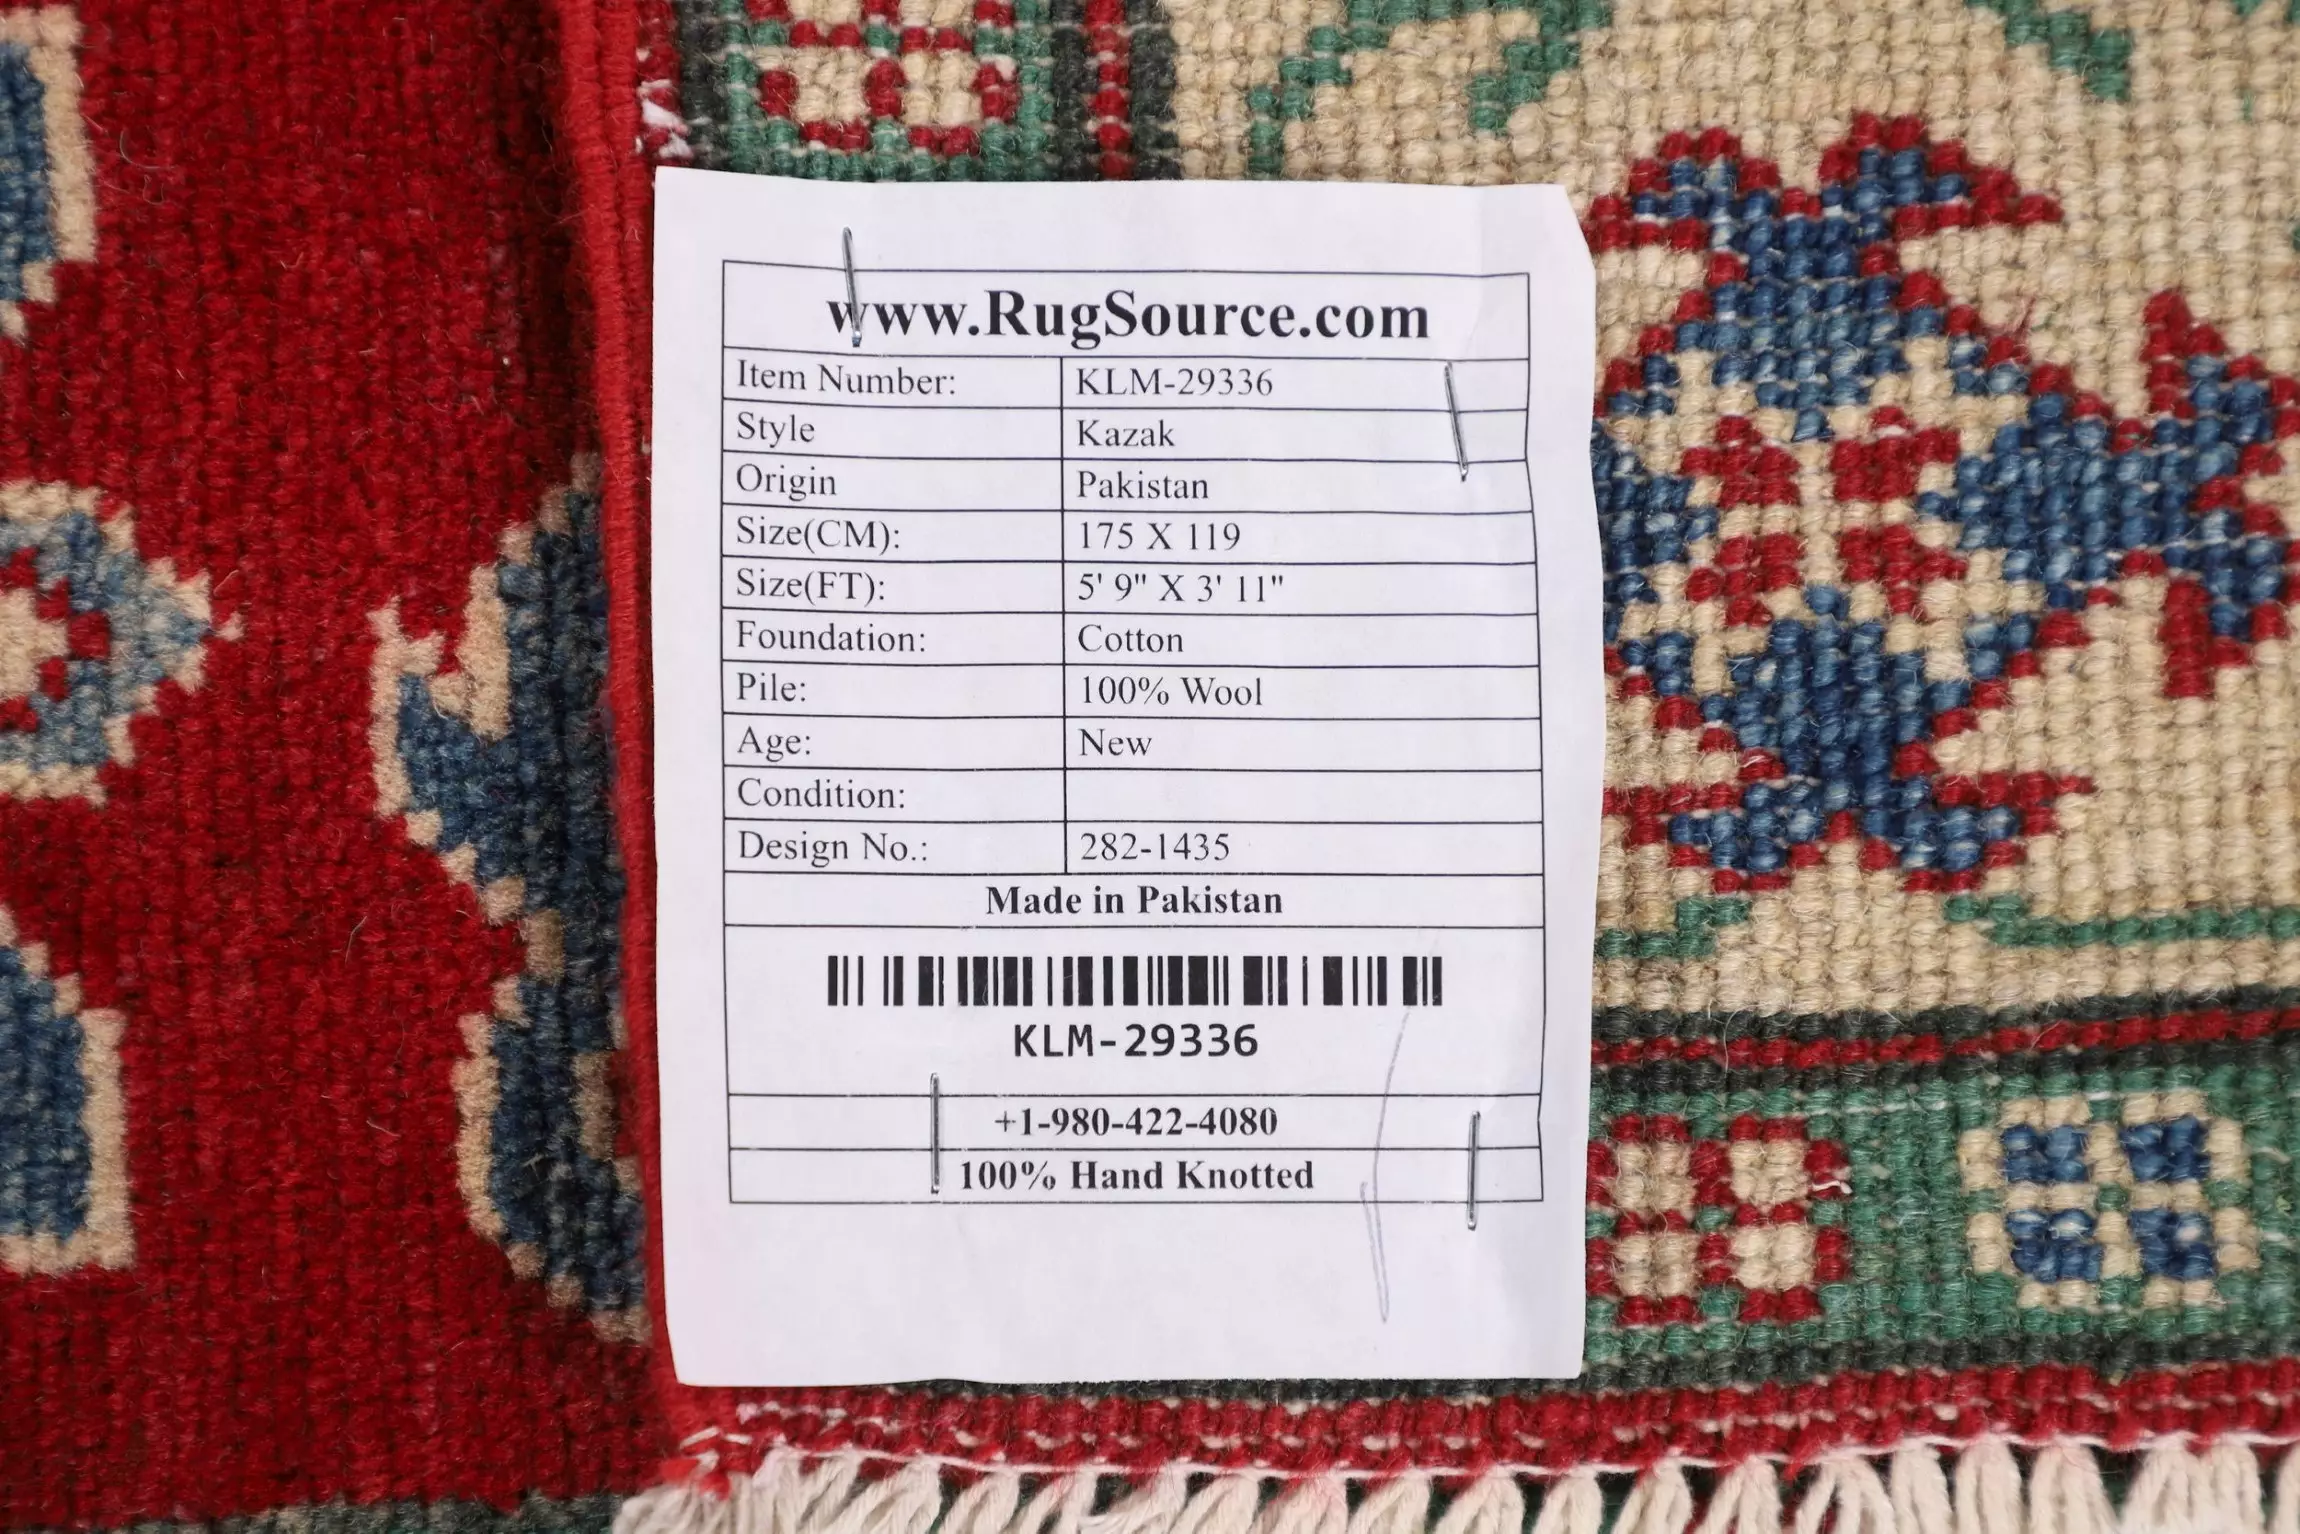 www.RugSource.com
Item Number: KLM-29336
Style Kazak
Origin Pakistan
Size(CM): 175 X 119
Size(FT): 5' 9" X 3' 11"
Foundation: Cotton
Pile: 100% Wool
Age: New
Condition:
Design No.: 282-1435
Made in Pakistan
KLM-29336
+1-980-422-4080
100% Hand Knotted